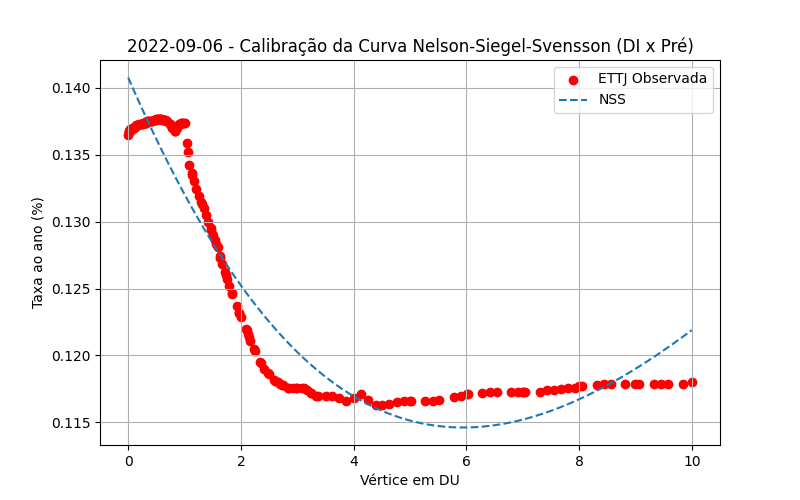 2022-09-06 - Calibração da Curva Nelson-Siegel-Svensson (DI x Pré)
ETTJ Observada
NSS
Taxa ao ano (%)
0.140
0.135
0.130
0.125
0.120
0.115
0 2 4 6 8 10
Vértice em DU